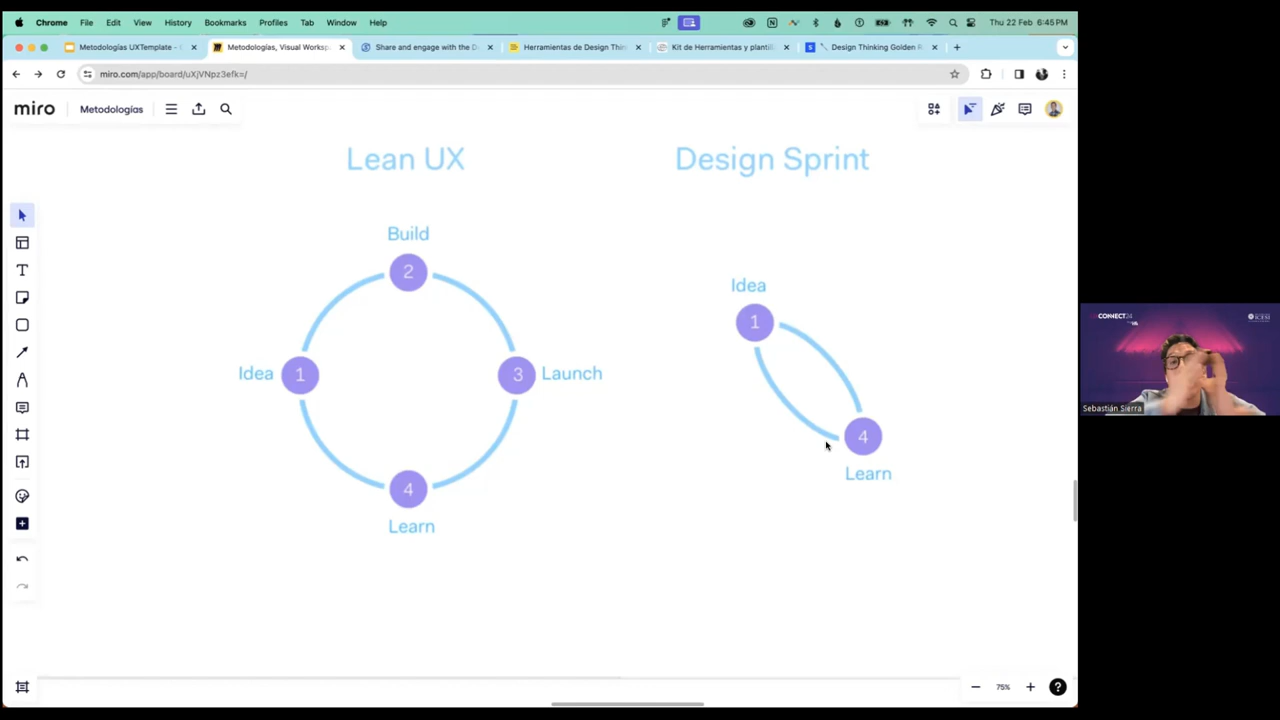 Chrome File Edit View History Bookmarks Profiles Tab Window Help Thu 22 Feb 6:45 PM
Metodologías UXTemplate - Metodologías, Visual Worksp Share and engage with the D Herramientas de Design Thin Kit de Herramientas y plantil Design Thinking Golden R
miro.com/app/board/uXjVNpz3efk=/
miro Metodologías
Lean UX Design Sprint
Build
2
Idea
1
Idea 1
3 Launch
4
Learn
4
Learn
CONNECT24
Sebastián Sierra
75%